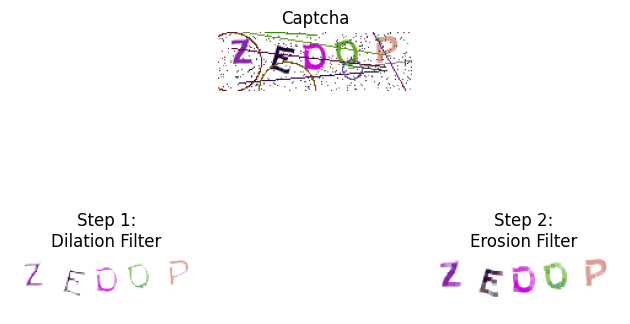 Captcha
ZEDOP
Step 1:
Dilation Filter
ZEDOP
Step 2:
Erosion Filter
ZEDOP